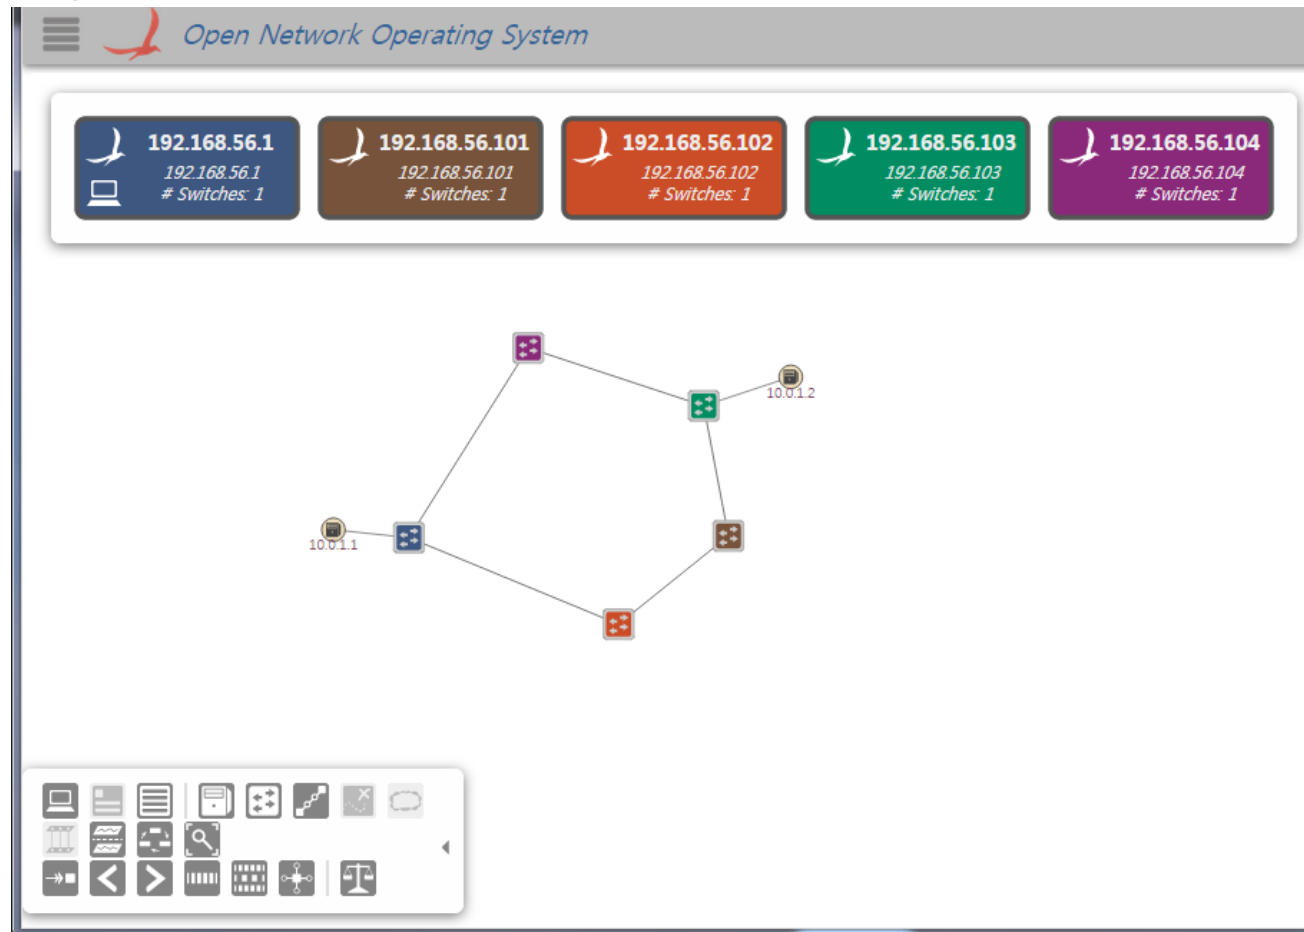 Open Network Operating System
192.168.56.1
192.168.56.1
# Switches: 1
192.168.56.101
192.168.56.101
# Switches: 1
192.168.56.102
192.168.56.102
# Switches: 1
192.168.56.103
192.168.56.103
# Switches: 1
192.168.56.104
192.168.56.104
# Switches: 1
10.0.1.2
10.0.1.1